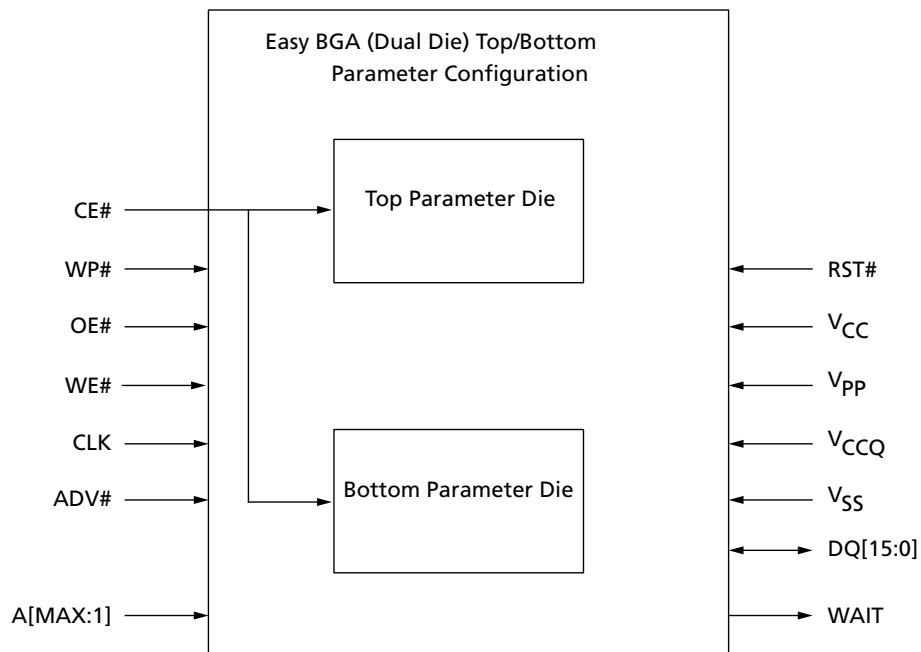 Easy BGA (Dual Die) Top/Bottom
Parameter Configuration
Top Parameter Die
CE#
WP#
RST#
OE#
VCC
WE#
VPP
CLK
VCCQ
Bottom Parameter Die
ADV#
VSS
DQ[15:0]
A[MAX:1]
WAIT